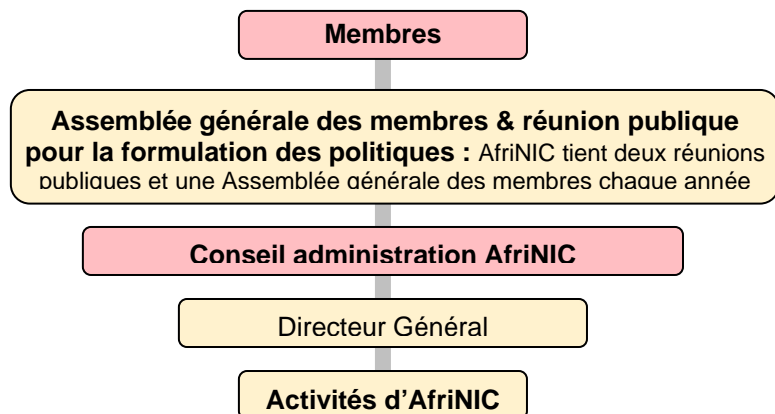 Membres
Assemblée générale des membres & réunion publique
pour la formulation des politiques : AfriNIC tient deux réunions
publiques et une Assemblée générale des membres chaque année
Conseil administration AfriNIC
Directeur Général
Activités d’AfriNIC